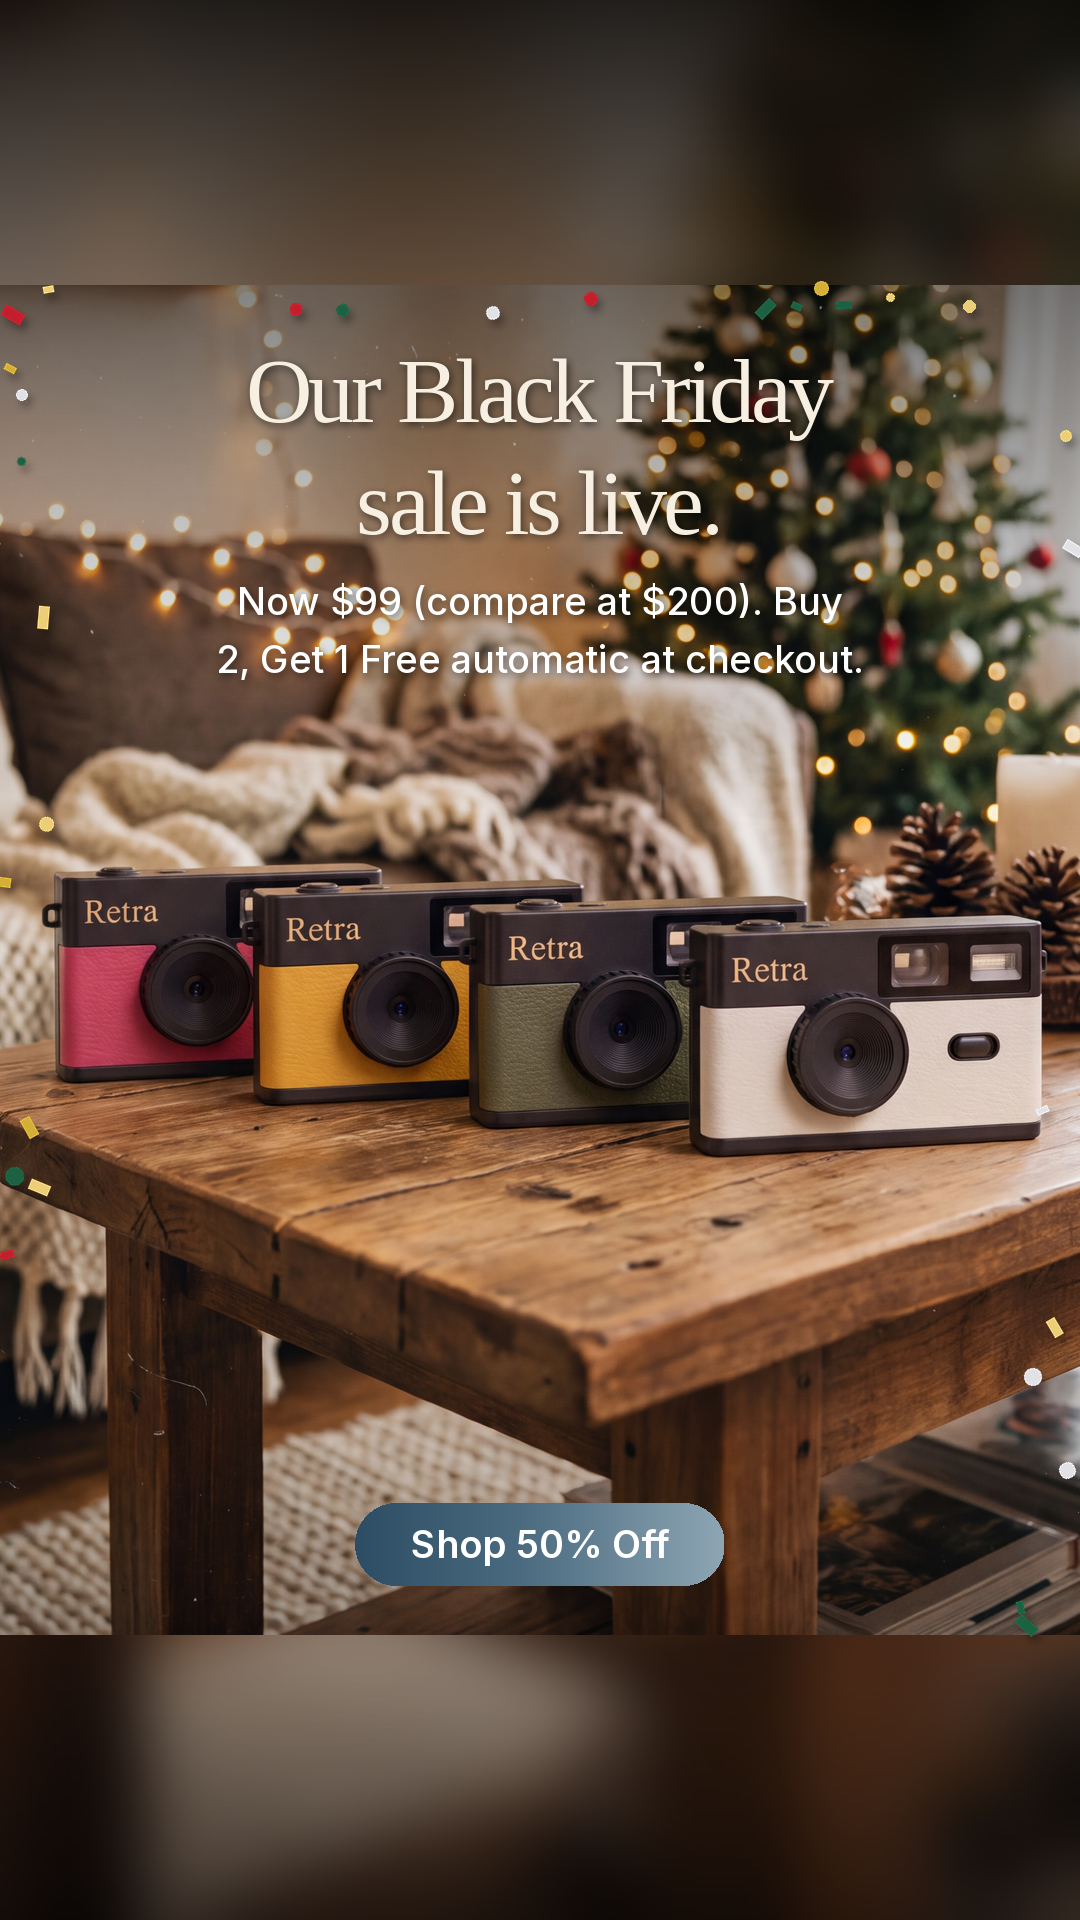 Our Black Friday
sale is live.
Now $99 (compare at $200). Buy
2, Get 1 Free automatic at checkout.
Retra
Retra
Retra
Retra
Shop 50% Off